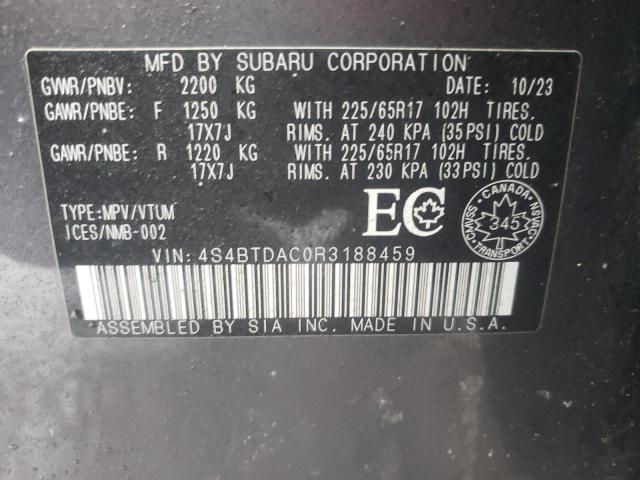 MFD BY SUBARU CORPORATION
GVWR/PNBV: 2200 KG DATE: 10/23
GAWR/PNBE: F 1250 KG WITH 225/65R17 102H TIRES.
17X7J RIMS. AT 240 KPA (35PSI) COLD
GAWR/PNBE: R 1220 KG WITH 225/65R17 102H TIRES.
17X7J RIMS. AT 230 KPA (33PSI) COLD
TYPE:MPV/VTUM
ICES/NMB-002
EC
CANADA
CMVSS
345
NSVAC
VIN: 4S4BTDAC0R3188459
ASSEMBLED BY SIA INC. MADE IN U.S.A.